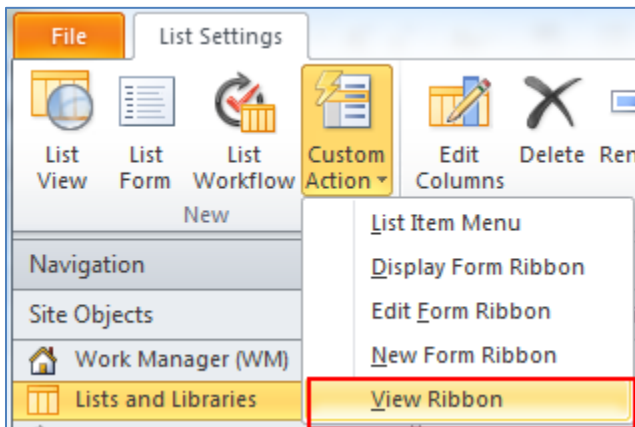 File List Settings
List View
List Form
List Workflow
Custom Action
Edit Columns
Delete
New
List Item Menu
Display Form Ribbon
Edit Form Ribbon
New Form Ribbon
View Ribbon
Navigation
Site Objects
Work Manager (WM)
Lists and Libraries